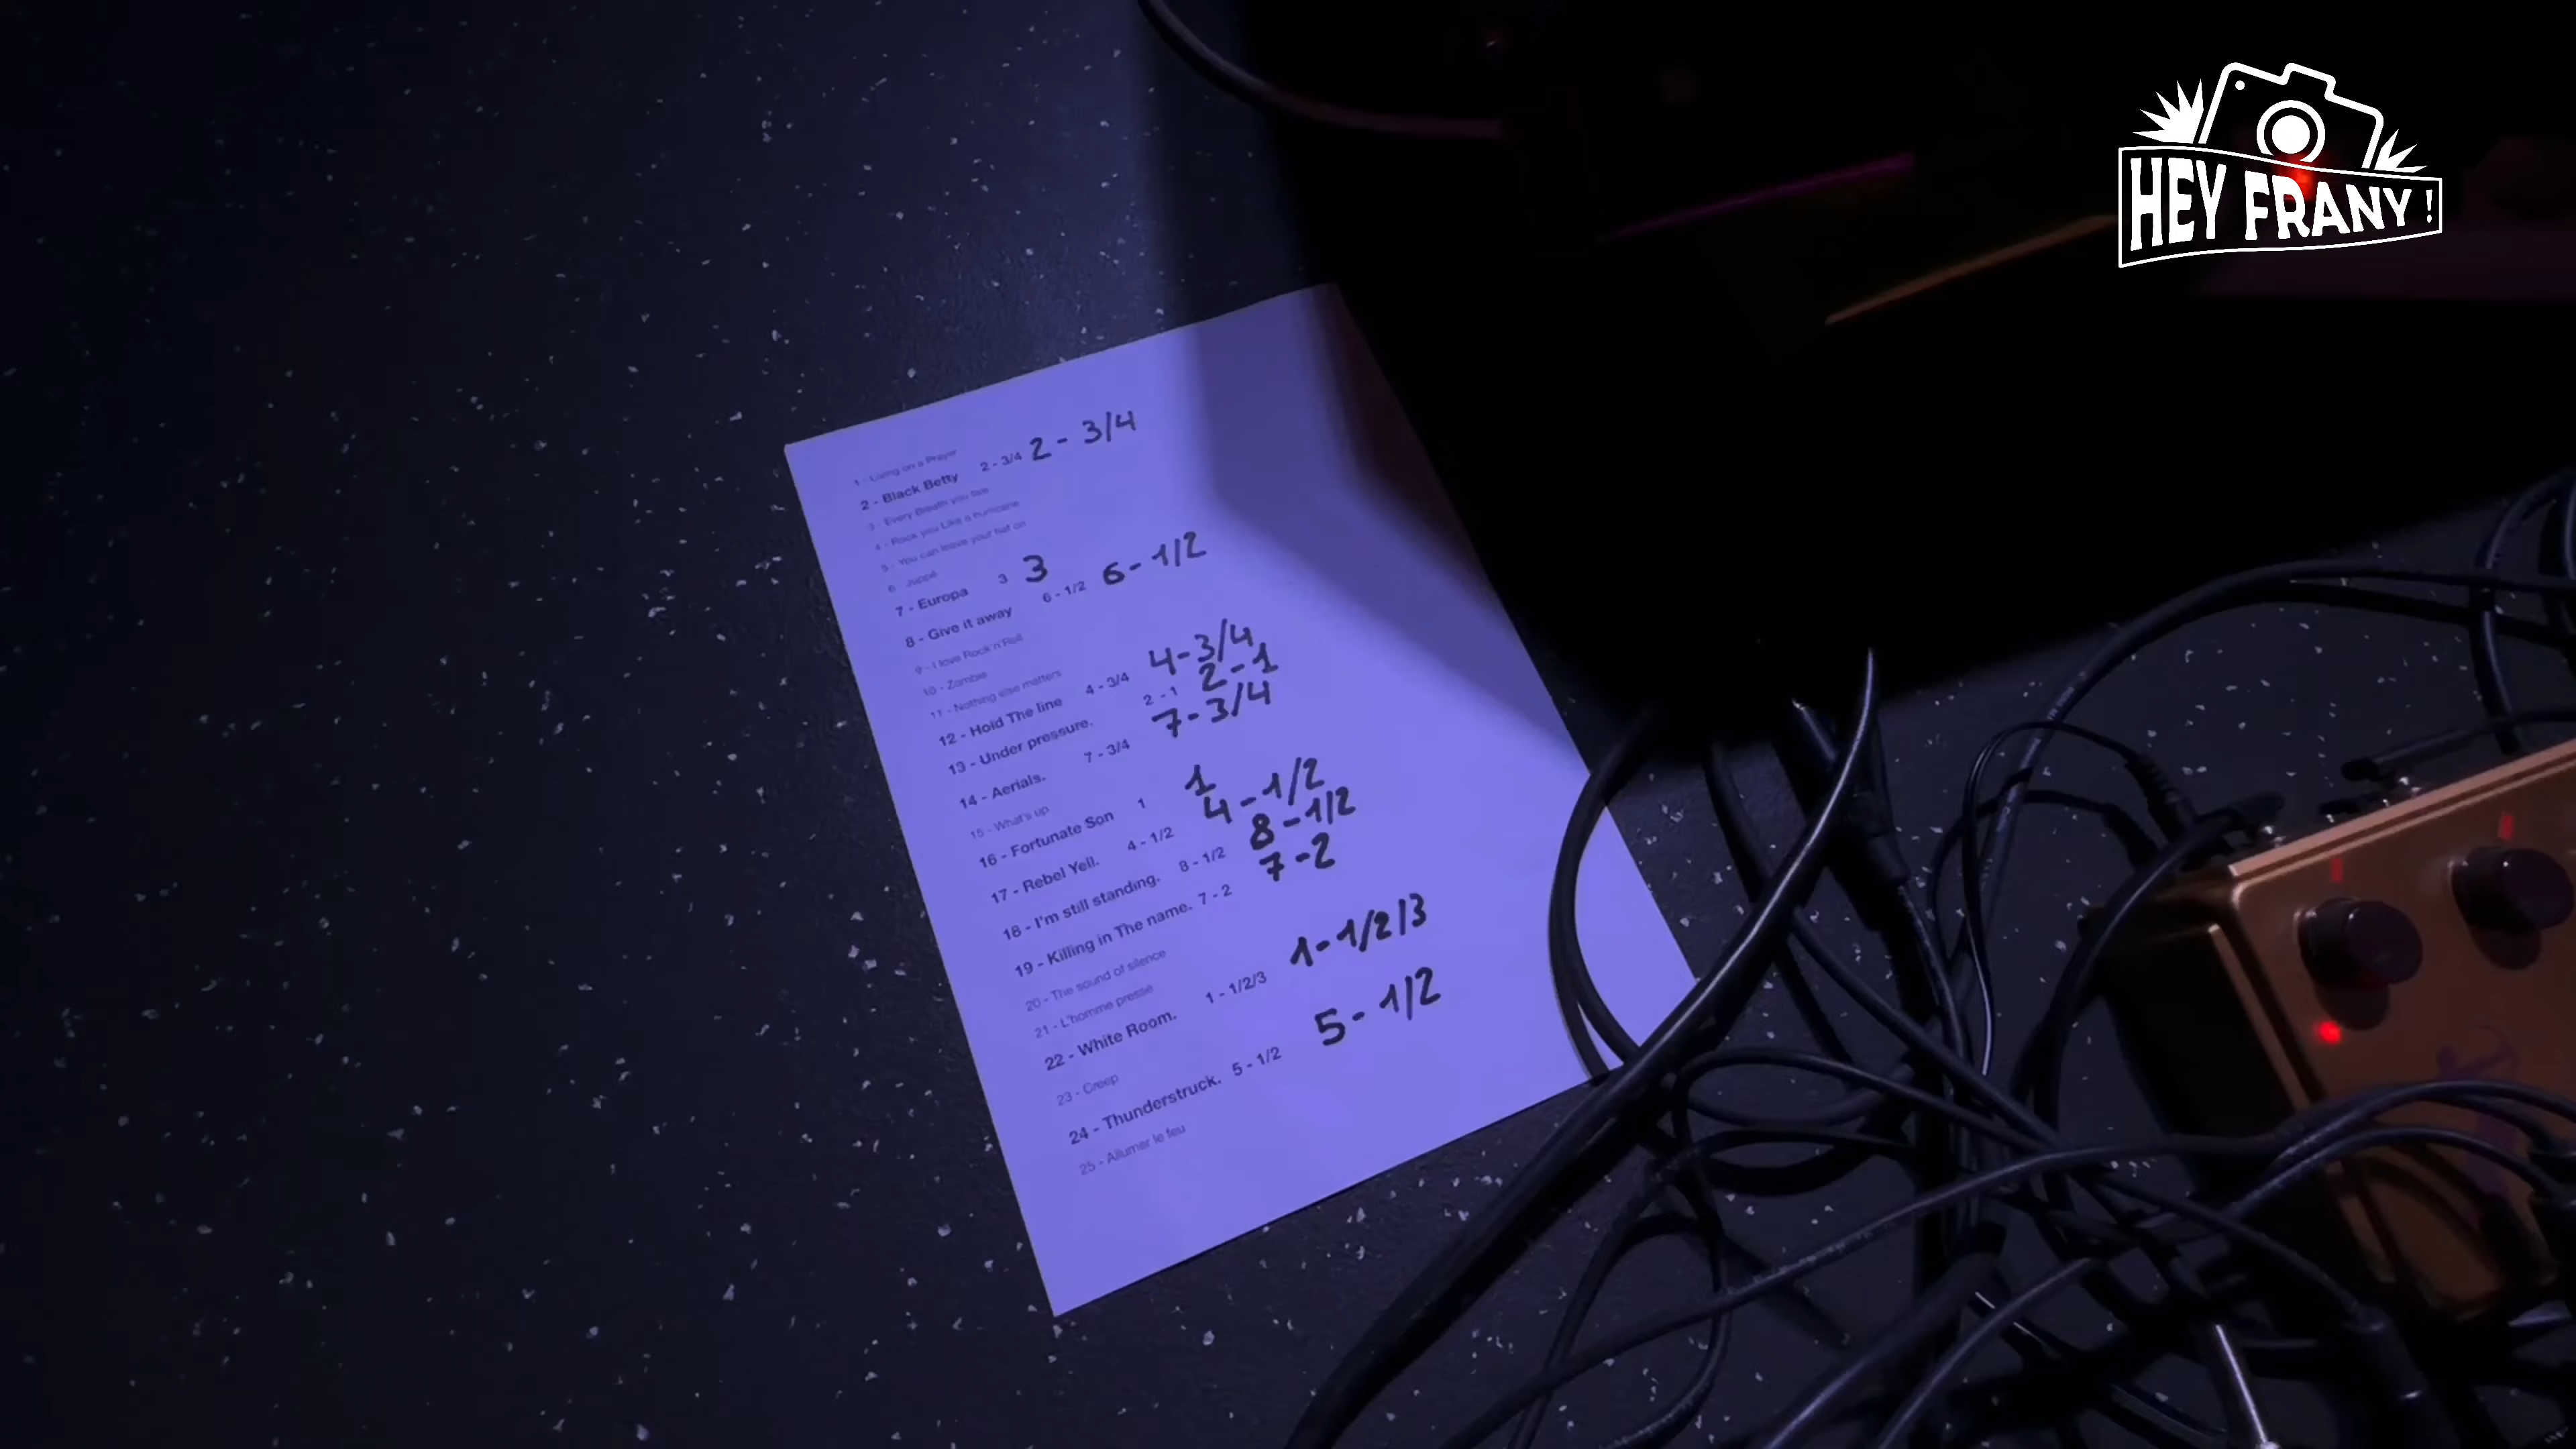 HEY FRANY !
1 - Living on a Prayer
2 - Black Betty 2 - 3/4 2 - 3/4
3 - Every Breath you take
4 - Rock you Like a hurricane
5 - You can leave your hat on
6 - Juppé
7 - Europa 3 3
8 - Give it away 6 - 1/2 6 - 1/2
9 - I love Rock'n'Roll
10 - Zombie
11 - Nothing else matters
12 - Hold The line 4 - 3/4 4 - 3/4
13 - Under pressure. 2 - 1 2 - 1
14 - Aerials. 7 - 3/4 7 - 3/4
15 - What's up
16 - Fortunate Son 1 1
17 - Rebel Yell. 4 - 1/2 4 - 1/2
18 - I'm still standing. 8 - 1/2 8 - 1/2
19 - Killing in The name. 7 - 2 7 - 2
20 - The sound of silence
21 - L'homme pressé
22 - White Room. 1 - 1/2/3 1 - 1/2/3
23 - Creep
24 - Thunderstruck. 5 - 1/2 5 - 1/2
25 - Allumer le feu